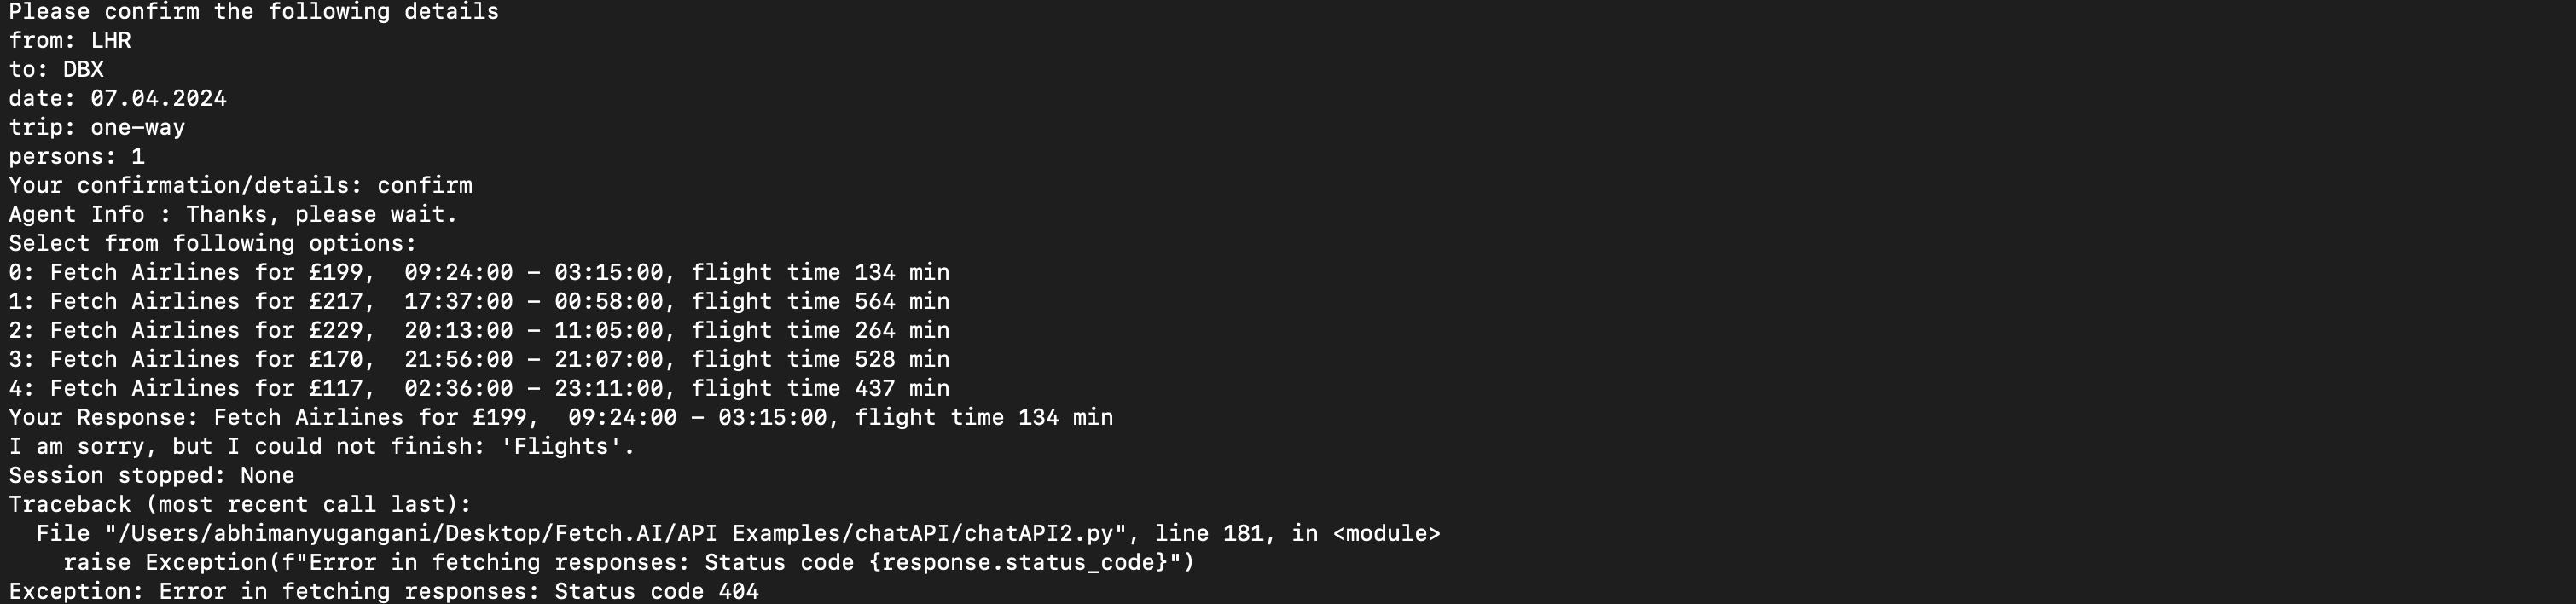 Please confirm the following details
from: LHR
to: DBX
date: 07.04.2024
trip: one-way
persons: 1
Your confirmation/details: confirm
Agent Info : Thanks, please wait.
Select from following options:
0: Fetch Airlines for £199,  09:24:00 - 03:15:00, flight time 134 min
1: Fetch Airlines for £217,  17:37:00 - 00:58:00, flight time 564 min
2: Fetch Airlines for £229,  20:13:00 - 11:05:00, flight time 264 min
3: Fetch Airlines for £170,  21:56:00 - 21:07:00, flight time 528 min
4: Fetch Airlines for £117,  02:36:00 - 23:11:00, flight time 437 min
Your Response: Fetch Airlines for £199,  09:24:00 - 03:15:00, flight time 134 min
I am sorry, but I could not finish: 'Flights'.
Session stopped: None
Traceback (most recent call last):
  File "/Users/abhimanyugangani/Desktop/Fetch.AI/API Examples/chatAPI/chatAPI2.py", line 181, in <module>
    raise Exception(f"Error in fetching responses: Status code {response.status_code}")
Exception: Error in fetching responses: Status code 404